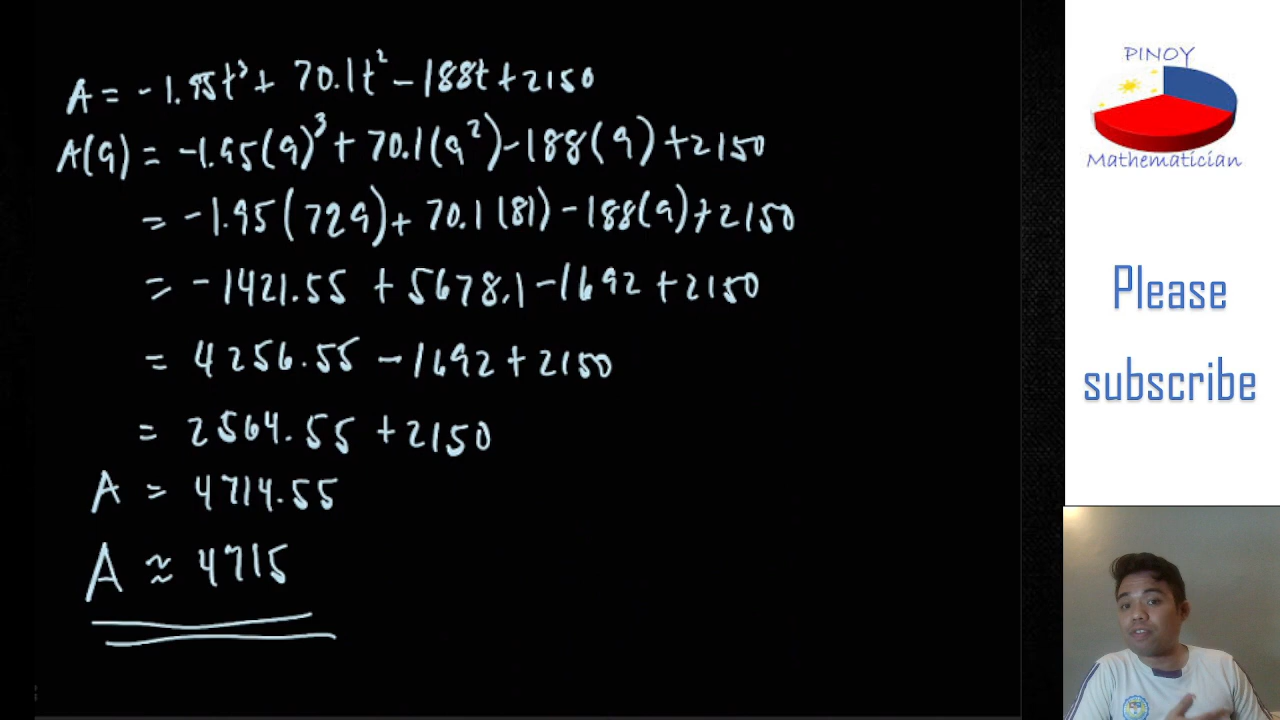 A = -1.95t³ + 70.1t² - 188t + 2150
A(9) = -1.95(9)³ + 70.1(9²) - 188(9) + 2150
= -1.95(729) + 70.1(81) - 188(9) + 2150
= -1421.55 + 5678.1 - 1692 + 2150
= 4256.55 - 1692 + 2150
= 2564.55 + 2150
A = 4714.55
A ≈ 4715
PINOY
Mathematician
Please
subscribe